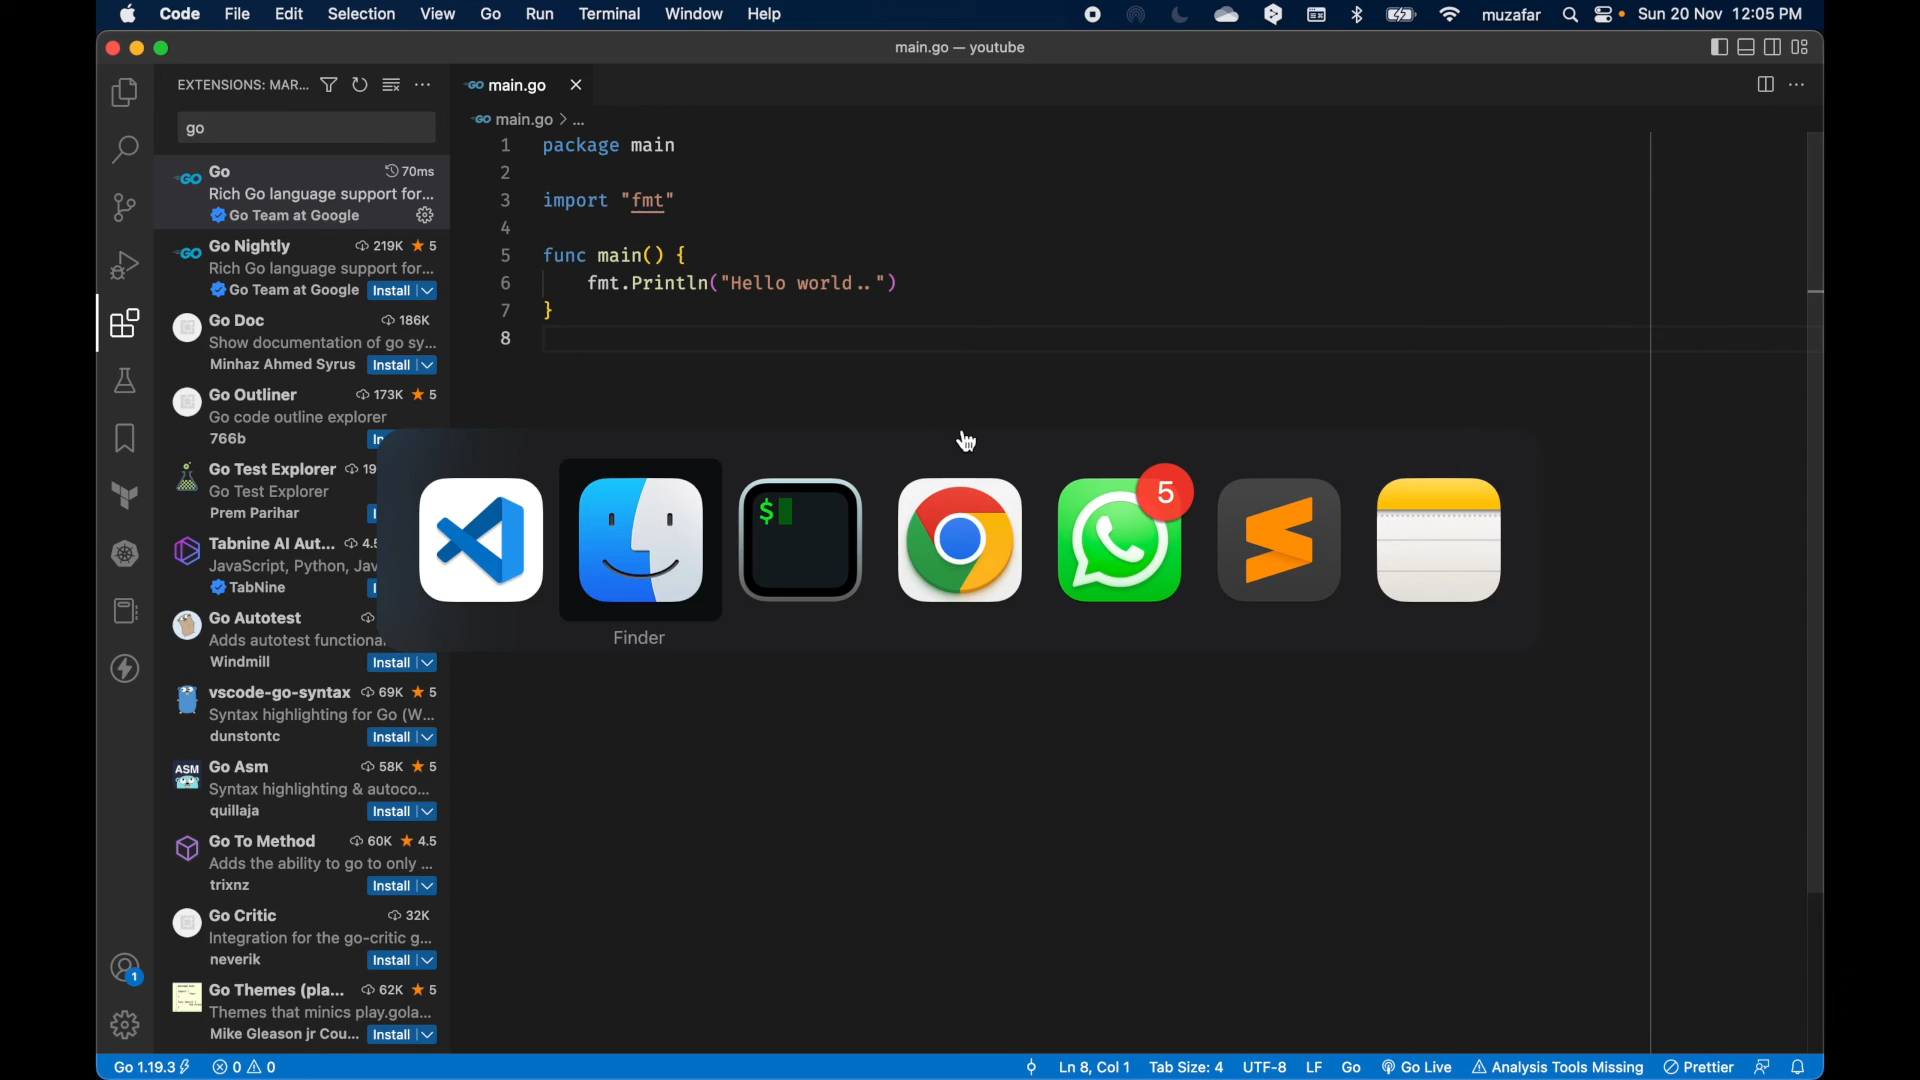 Code File Edit Selection View Go Run Terminal Window Help muzafar Sun 20 Nov 12:05 PM
main.go — youtube
EXTENSIONS: MAR...
go
Go 70ms
Rich Go language support for...
Go Team at Google
Go Nightly 219K 5
Rich Go language support for...
Go Team at Google Install
Go Doc 186K
Show documentation of go sy...
Minhaz Ahmed Syrus Install
Go Outliner 173K 5
Go code outline explorer
766b
Go Test Explorer 19
Go Test Explorer
Prem Parihar
Tabnine AI Aut... 4.5
JavaScript, Python, Jav
TabNine
Go Autotest
Adds autotest functiona
Windmill Install
vscode-go-syntax 69K 5
Syntax highlighting for Go (W...
dunstontc Install
ASM Go Asm 58K 5
Syntax highlighting & autoco...
quillaja Install
Go To Method 60K 4.5
Adds the ability to go to only ...
trixnz Install
Go Critic 32K
Integration for the go-critic g...
neverik Install
Go Themes (pla... 62K 5
Themes that minics play.gola...
Mike Gleason jr Cou... Install
1
GO main.go
GO main.go > ...
1 package main
2
3 import "fmt"
4
5 func main() {
6 fmt.Println("Hello world..")
7 }
8
$
5
Finder
Go 1.19.3 0 0 Ln 8, Col 1 Tab Size: 4 UTF-8 LF Go Go Live Analysis Tools Missing Prettier